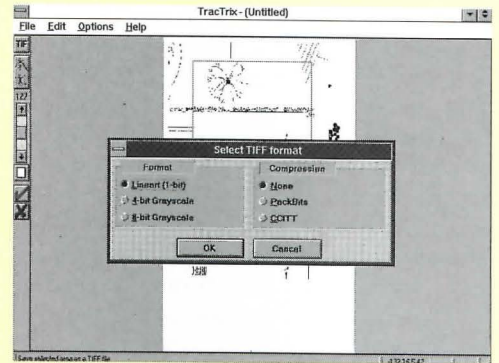 TracTrix - (Untitled)
File Edit Options Help
TIF
127
Select TIFF format
Format
Lineart (1-bit)
4-bit Grayscale
8-bit Grayscale
Compression
None
PackBits
CCITT
OK
Cancel
Save selected area as a TIFF file